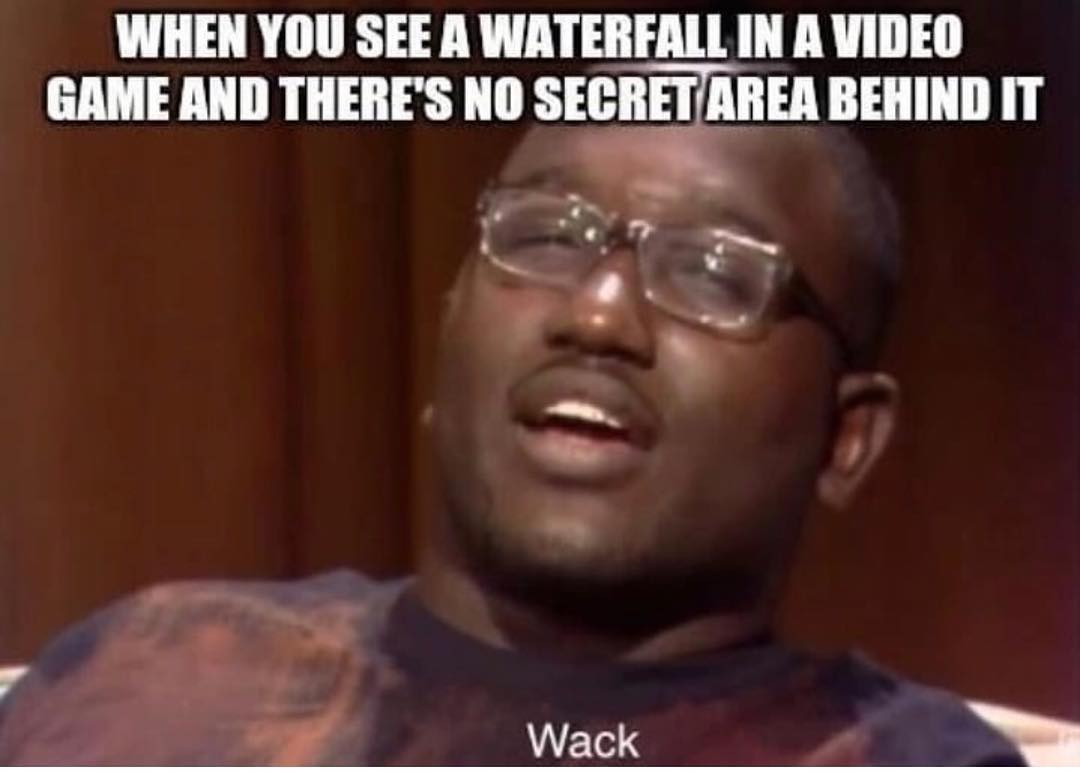 WHEN YOU SEE A WATERFALL IN A VIDEO
GAME AND THERE'S NO SECRET AREA BEHIND IT
Wack